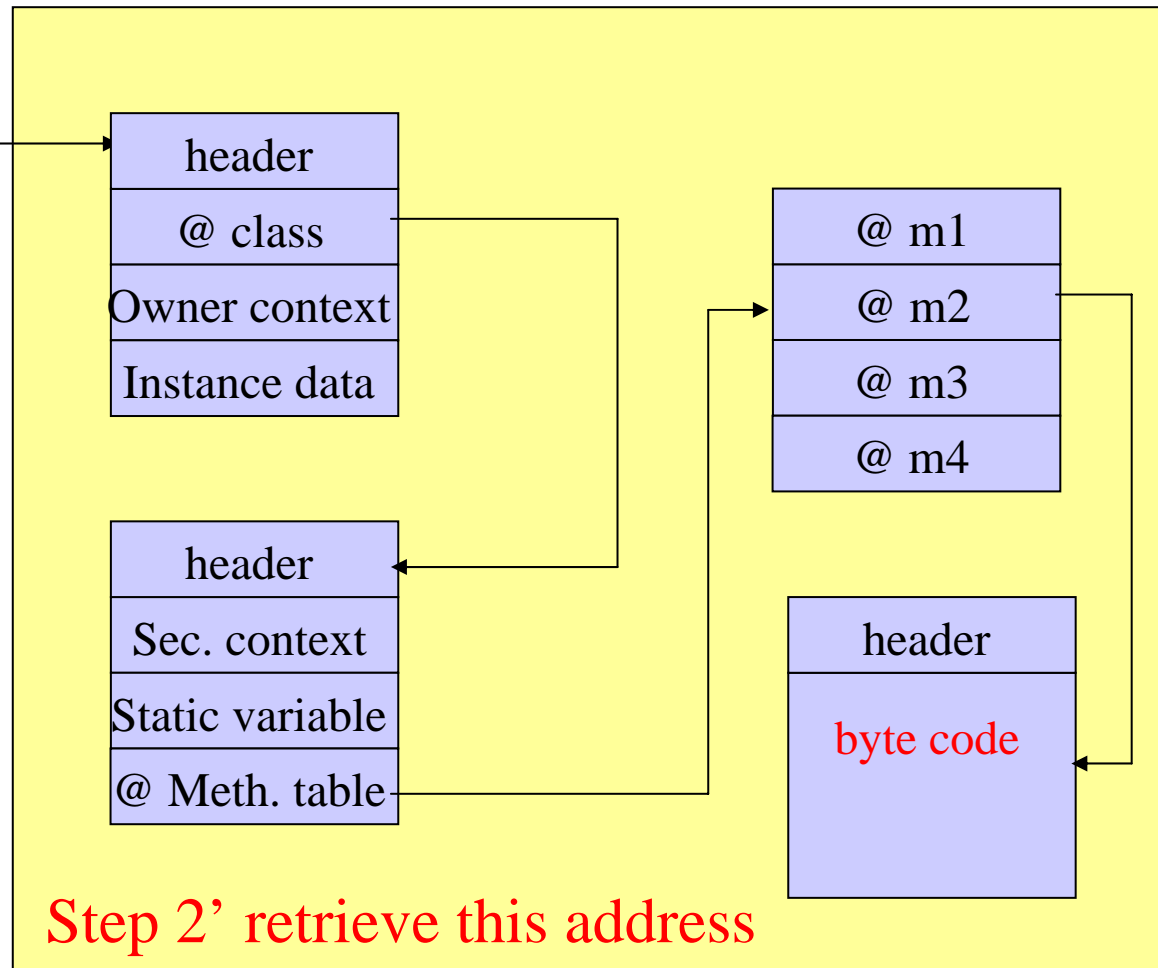 header
@ class
Owner context
Instance data
header
Sec. context
Static variable
@ Meth. table
@ m1
@ m2
@ m3
@ m4
header
byte code
Step 2’ retrieve this address